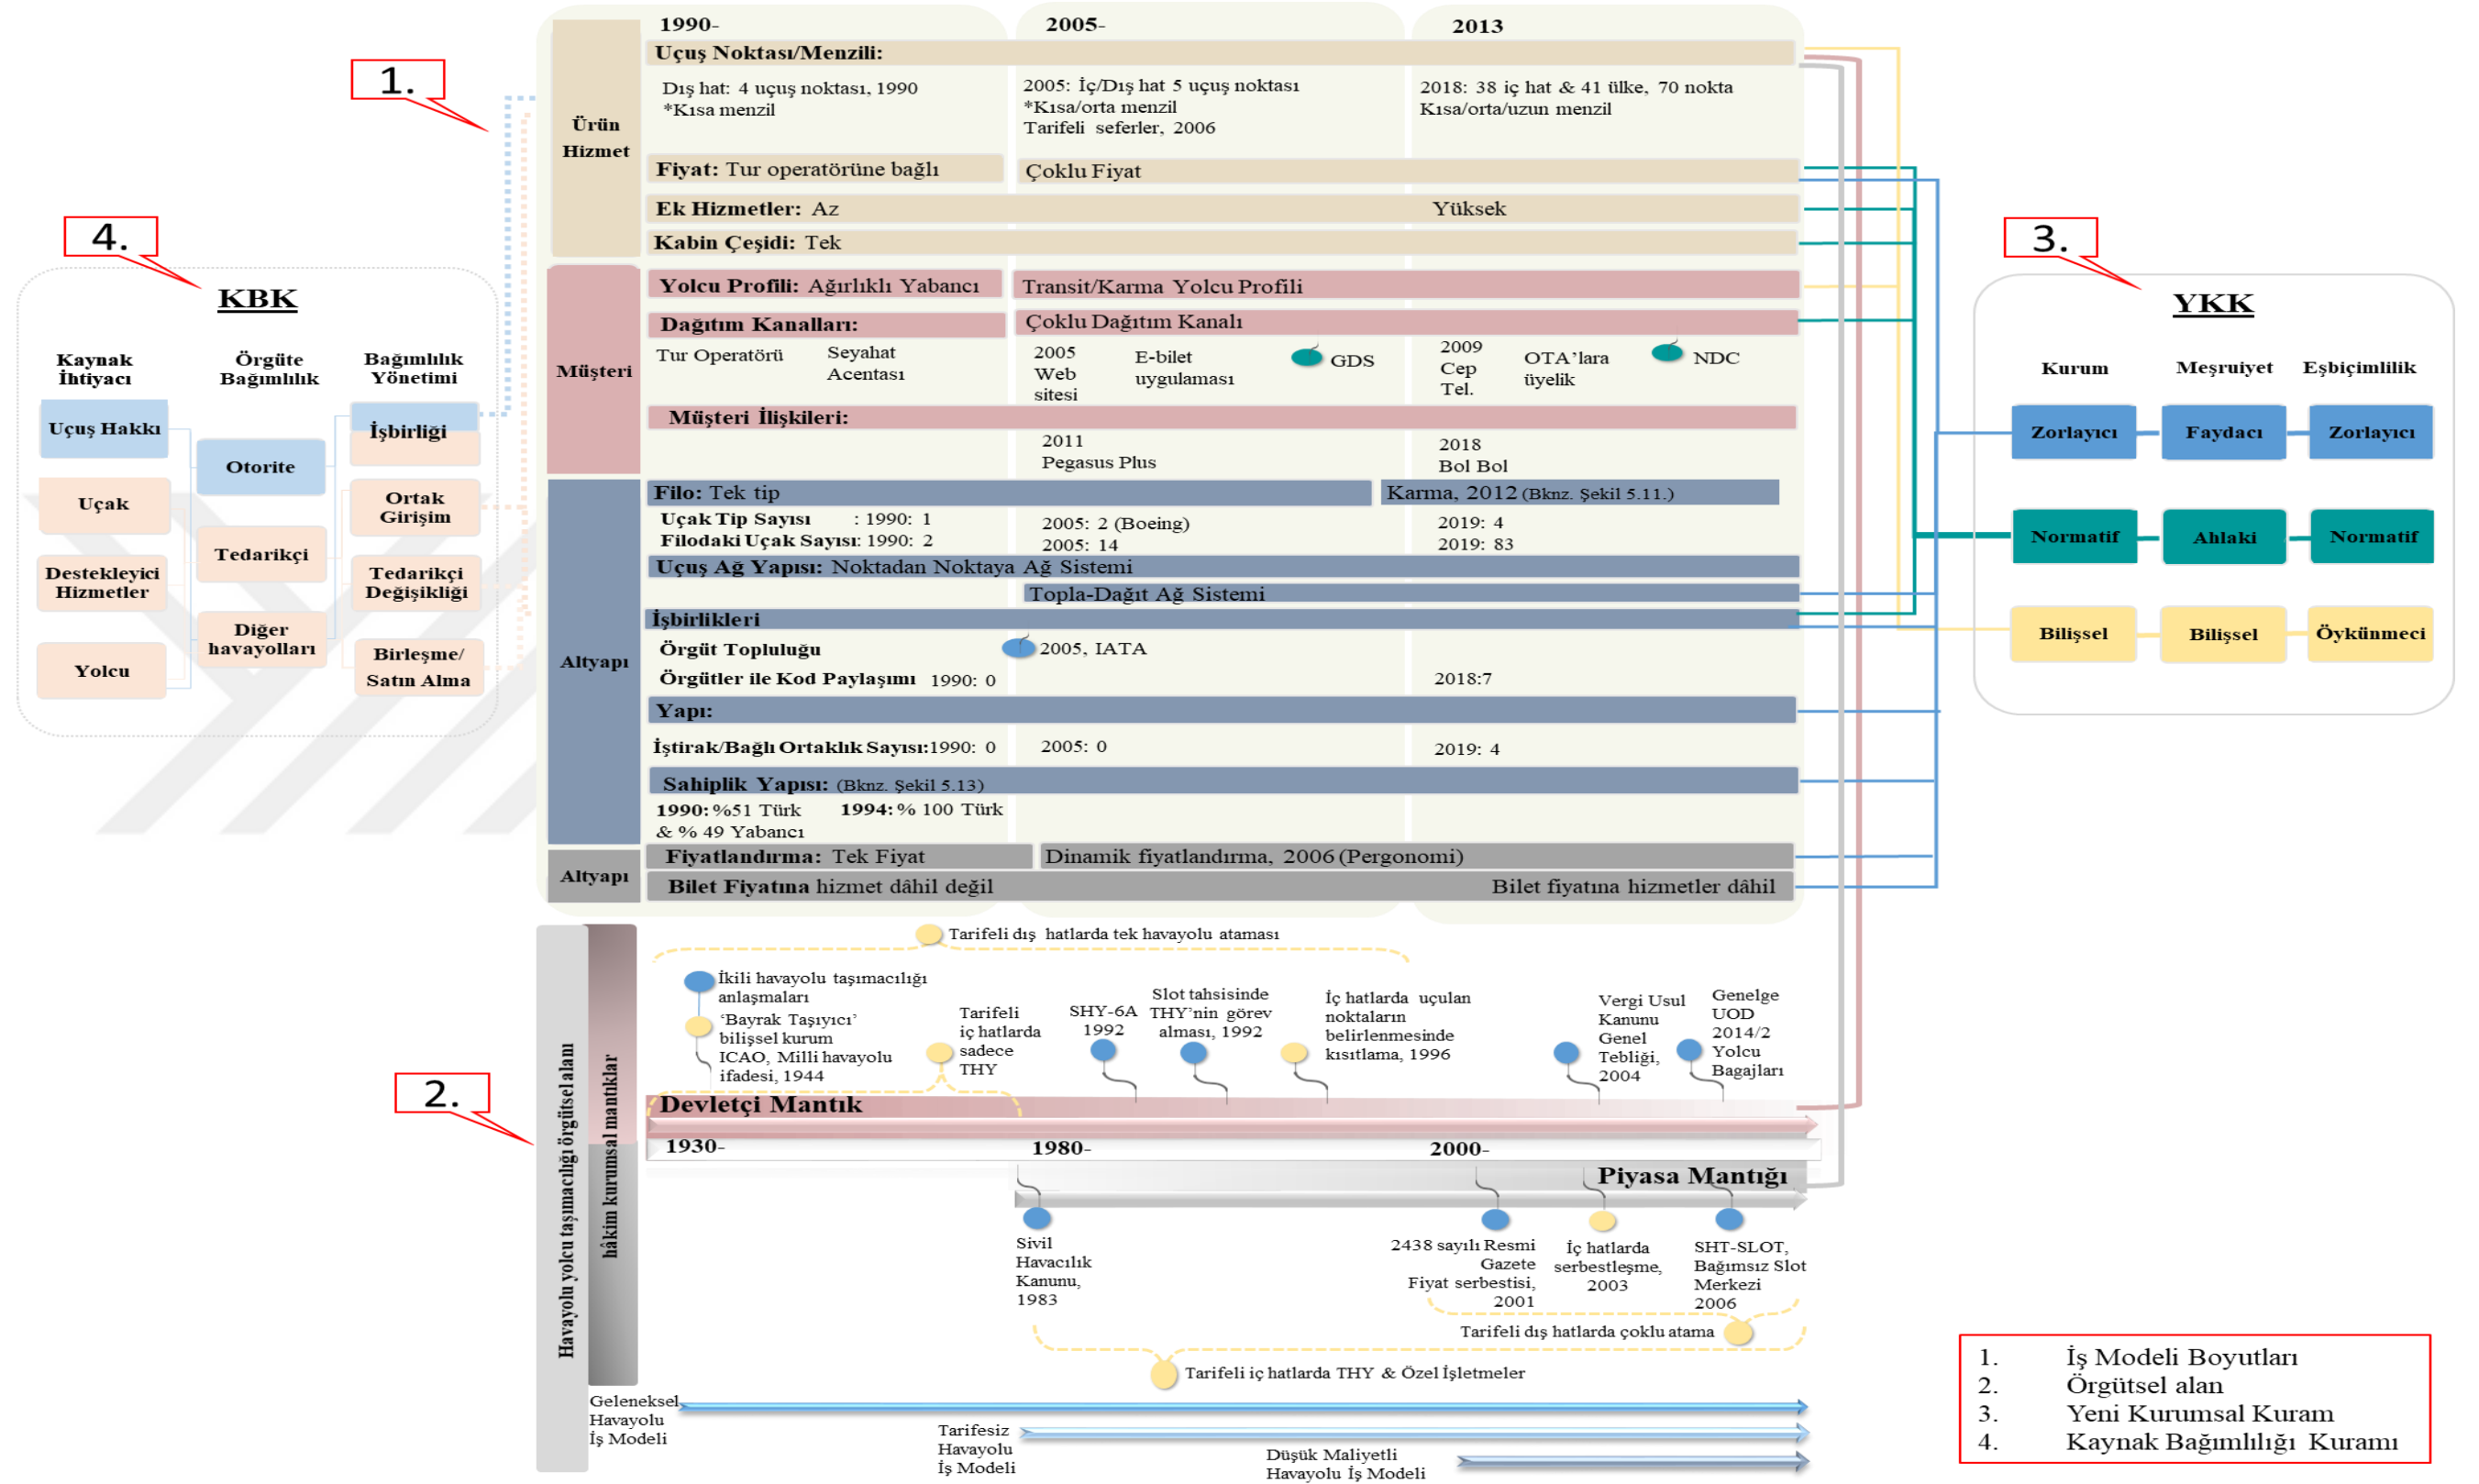 1990-
2005-
2013
Uçuş Noktası/Menzili:
Dış hat: 4 uçuş noktası, 1990
*Kısa menzil
2005: İç/Dış hat 5 uçuş noktası
*Kısa/orta menzil
Tarifeli seferler, 2006
2018: 38 iç hat & 41 ülke, 70 nokta
Kısa/orta/uzun menzil
Ürün
Hizmet
Fiyat: Tur operatörüne bağlı
Çoklu Fiyat
Ek Hizmetler: Az
Yüksek
Kabin Çeşidi: Tek
1.
4.
KBK
Kaynak
İhtiyacı
Örgüte
Bağımlılık
Bağımlılık
Yönetimi
Uçuş Hakkı
Uçak
Destekleyici
Hizmetler
Yolcu
Otorite
Tedarikçi
Diğer
havayolları
İşbirliği
Ortak
Girişim
Tedarikçi
Değişikliği
Birleşme/
Satın Alma
Müşteri
Yolcu Profili: Ağırlıklı Yabancı
Transit/Karma Yolcu Profili
Dağıtım Kanalları:
Çoklu Dağıtım Kanalı
Tur Operatörü
Seyahat
Acentası
2005
Web
sitesi
E-bilet
uygulaması
GDS
2009
Cep
Tel.
OTA'lara
üyelik
NDC
Müşteri İlişkileri:
2011
Pegasus Plus
2018
Bol Bol
Altyapı
Filo: Tek tip
Karma, 2012 (Bknz. Şekil 5.11.)
Uçak Tip Sayısı : 1990: 1
Filodaki Uçak Sayısı: 1990: 2
2005: 2 (Boeing)
2005: 14
2019: 4
2019: 83
Uçuş Ağ Yapısı: Noktadan Noktaya Ağ Sistemi
Topla-Dağıt Ağ Sistemi
İşbirlikleri
Örgüt Topluluğu
2005, IATA
Örgütler ile Kod Paylaşımı 1990: 0
2018:7
Yapı:
İştirak/Bağlı Ortaklık Sayısı:1990: 0
2005: 0
2019: 4
Sahiplik Yapısı: (Bknz. Şekil 5.13)
1990: %51 Türk
& % 49 Yabancı
1994: % 100 Türk
Altyapı
Fiyatlandırma: Tek Fiyat
Dinamik fiyatlandırma, 2006 (Pergonomi)
Bilet Fiyatına hizmet dâhil değil
Bilet fiyatına hizmetler dâhil
3.
YKK
Kurum
Meşruiyet
Eşbiçimlilik
Zorlayıcı
Faydacı
Zorlayıcı
Normatif
Ahlaki
Normatif
Bilişsel
Bilişsel
Öykünmeci
2.
Havayolu yolcu taşımacılığı örgütsel alanı
hâkim kurumsal mantıklar
Tarifeli dış hatlarda tek havayolu ataması
İkili havayolu taşımacılığı
anlaşmaları
'Bayrak Taşıyıcı'
bilişsel kurum
ICAO, Milli havayolu
ifadesi, 1944
Tarifeli
iç hatlarda
sadece
THY
SHY-6A
1992
Slot tahsisinde
THY'nin görev
alması, 1992
İç hatlarda uçulan
noktaların
belirlenmesinde
kısıtlama, 1996
Vergi Usul
Kanunu
Genel
Tebliği,
2004
Genelge
UOD
2014/2
Yolcu
Bagajları
Devletçi Mantık
1930-
1980-
2000-
Piyasa Mantığı
Sivil
Havacılık
Kanunu,
1983
2438 sayılı Resmi
Gazete
Fiyat serbestisi,
2001
İç hatlarda
serbestleşme,
2003
SHT-SLOT,
Bağımsız Slot
Merkezi
2006
Tarifeli dış hatlarda çoklu atama
Tarifeli iç hatlarda THY & Özel İşletmeler
Geleneksel
Havayolu
İş Modeli
Tarifesiz
Havayolu
İş Modeli
Düşük Maliyetli
Havayolu İş Modeli
1. İş Modeli Boyutları
2. Örgütsel alan
3. Yeni Kurumsal Kuram
4. Kaynak Bağımlılığı Kuramı